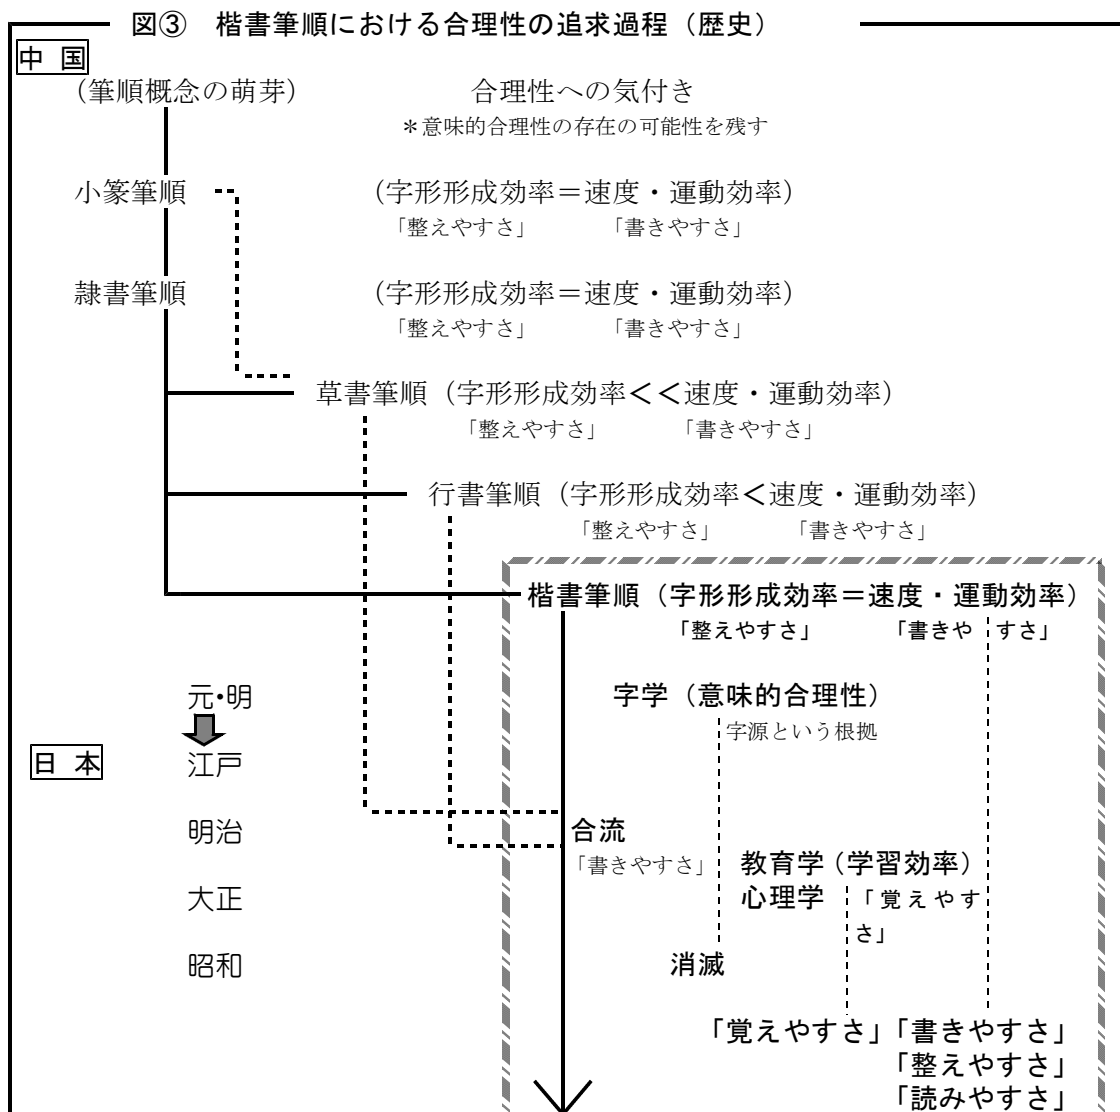 図③ 楷書筆順における合理性の追求過程（歴史）
中 国
（筆順概念の萌芽） 合理性への気付き
＊意味的合理性の存在の可能性を残す
小篆筆順 （字形形成効率＝速度・運動効率）
「整えやすさ」 「書きやすさ」
隷書筆順 （字形形成効率＝速度・運動効率）
「整えやすさ」 「書きやすさ」
草書筆順（字形形成効率＜＜速度・運動効率）
「整えやすさ」 「書きやすさ」
行書筆順（字形形成効率＜速度・運動効率）
「整えやすさ」 「書きやすさ」
楷書筆順（字形形成効率＝速度・運動効率）
「整えやすさ」 「書きやすさ」
元・明 字学（意味的合理性）
字源という根拠
日 本 江戸
明治 合流
「書きやすさ」 教育学（学習効率）
大正 心理学 「覚えやす
さ」
昭和 消滅
「覚えやすさ」「書きやすさ」
「整えやすさ」
「読みやすさ」